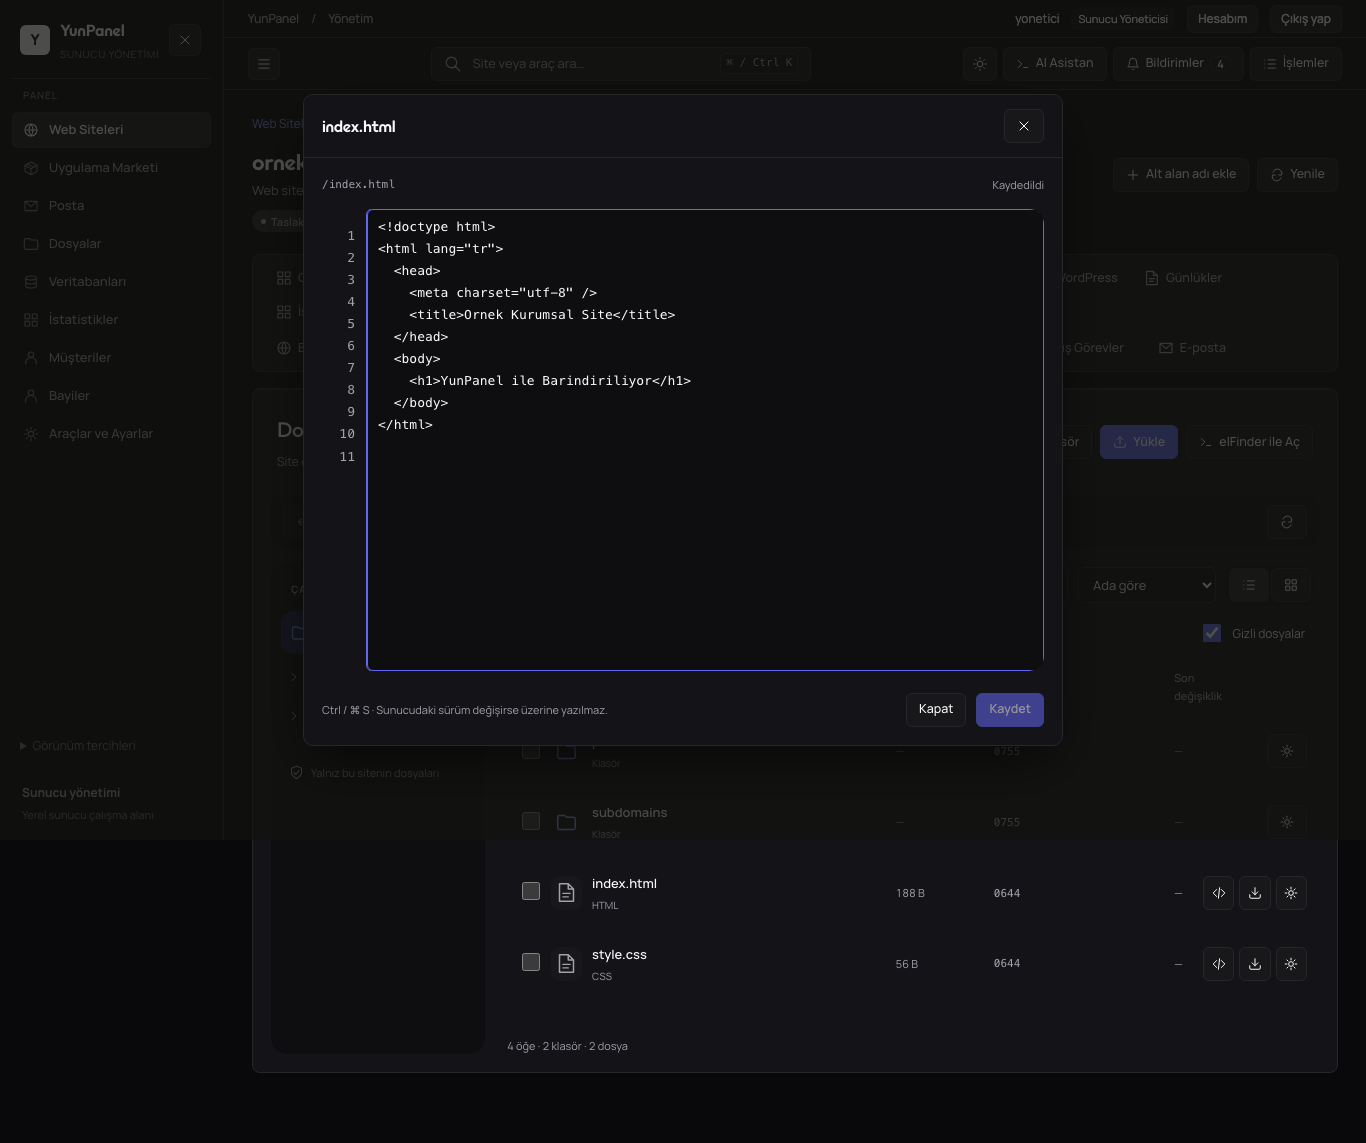 Y
YunPanel
SUNUCU YÖNETİMİ
YunPanel / Yönetim
yonetici
Sunucu Yöneticisi
Hesabım
Çıkış yap
Site veya araç ara...
⌘ / Ctrl K
AI Asistan
Bildirimler 4
İşlemler
PANEL
Web Siteleri
Uygulama Marketi
Posta
Dosyalar
Veritabanları
İstatistikler
Müşteriler
Bayiler
Araçlar ve Ayarlar
Görünüm tercihleri
Sunucu yönetimi
Yerel sunucu çalışma alanı
Alt alan adı ekle
Yenile
Günlükler
E-posta
Yükle
elFinder ile Aç
Ada göre
Gizli dosyalar
Son
değişiklik
index.html
/index.html
Kaydedildi
1 <!doctype html>
2 <html lang="tr">
3 <head>
4 <meta charset="utf-8" />
5 <title>Ornek Kurumsal Site</title>
6 </head>
7 <body>
8 <h1>YunPanel ile Barindiriliyor</h1>
9 </body>
10 </html>
11
Ctrl / ⌘ S · Sunucudaki sürüm değişirse üzerine yazılmaz.
Kapat
Kaydet
Klasör
— 0755 —
Yalnız bu sitenin dosyaları
subdomains
Klasör
— 0755 —
index.html
HTML
188 B 0644 —
style.css
CSS
56 B 0644 —
4 öğe · 2 klasör · 2 dosya